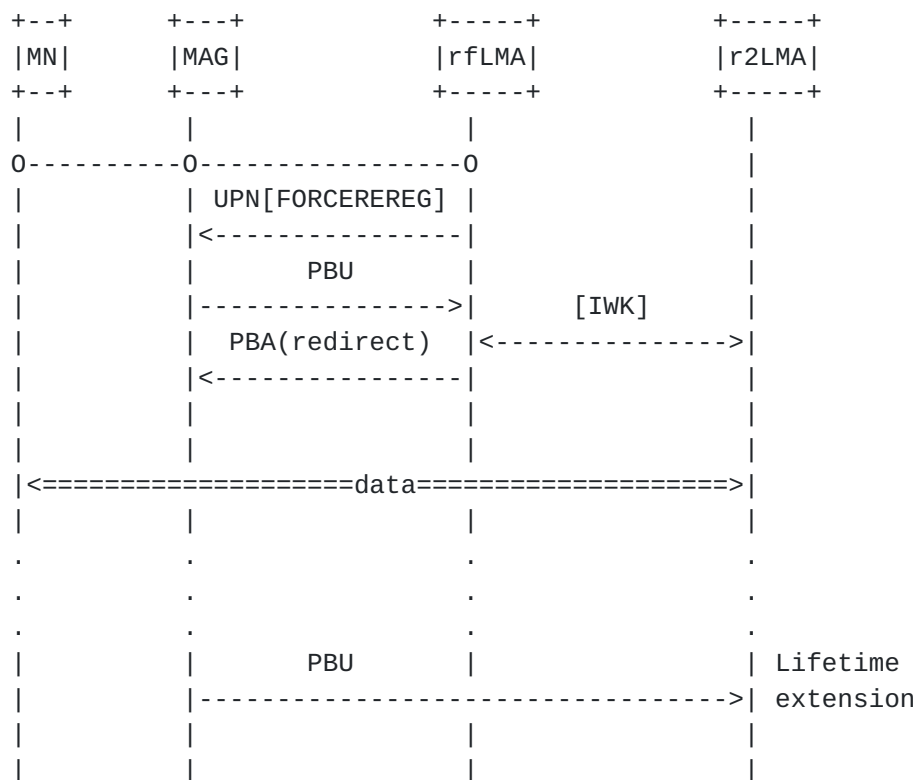 +--+       +---+            +-----+           +-----+
|MN|       |MAG|            |rfLMA|           |r2LMA|
+--+       +---+            +-----+           +-----+
|          |                 |                 |
O----------O-----------------O                 |
|          | UPN[FORCEREREG] |                 |
|          |<----------------|                 |
|          |       PBU       |                 |
|          |---------------->|      [IWK]      |
|          |  PBA(redirect)  |<--------------->|
|          |<----------------|                 |
|          |                 |                 |
|          |                 |                 |
|<====================data====================>|
|          |                 |                 |
.          .                 .                 .
.          .                 .                 .
.          .                 .                 .
|          |       PBU       |                 | Lifetime
|          |---------------------------------->| extension
|          |                 |                 |
|          |                 |                 |